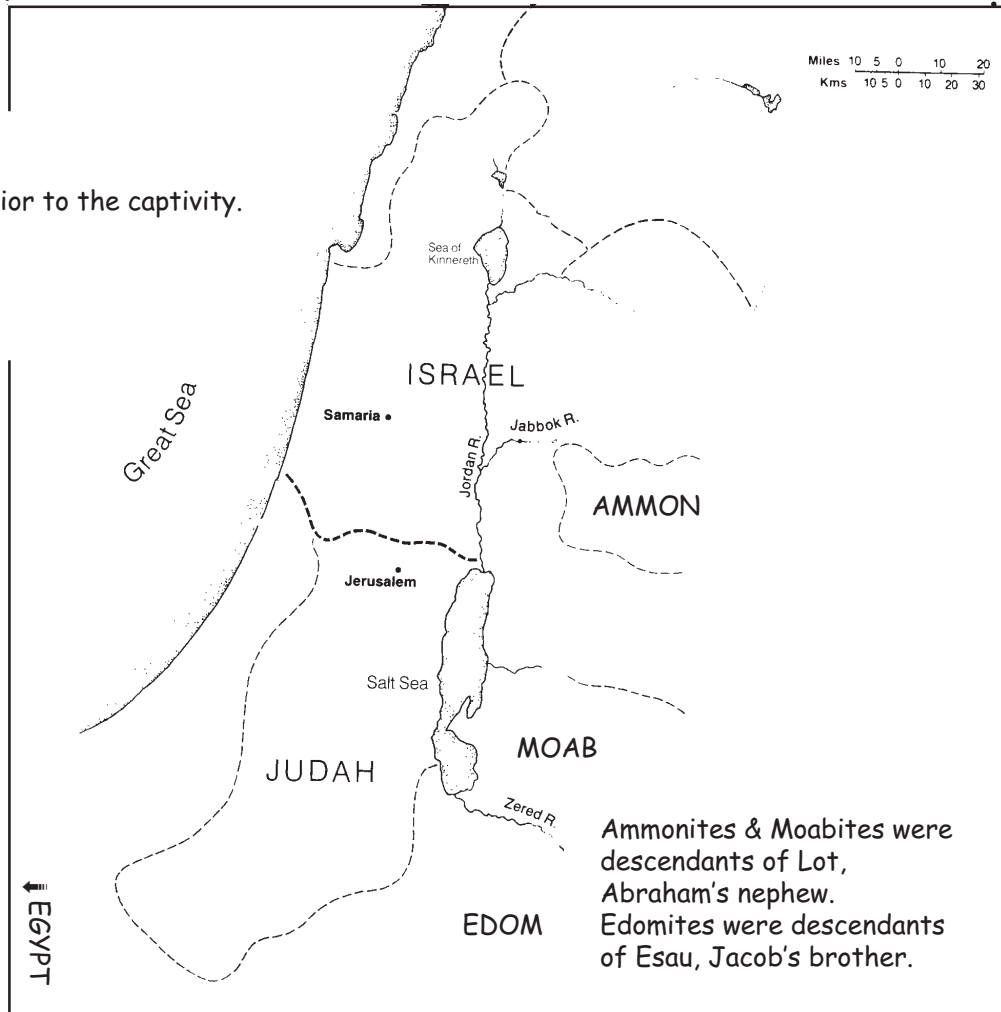 Miles 10 5 0 10 20
Kms 10 5 0 10 20 30
ior to the captivity.
Sea of
Kinnereth
ISRAEL
Great Sea
Samaria
Jabbok R.
Jordan R.
AMMON
Jerusalem
Salt Sea
MOAB
JUDAH
Zered R.
Ammonites & Moabites were
descendants of Lot,
Abraham's nephew.
Edomites were descendants
of Esau, Jacob's brother.
EDOM
EGYPT